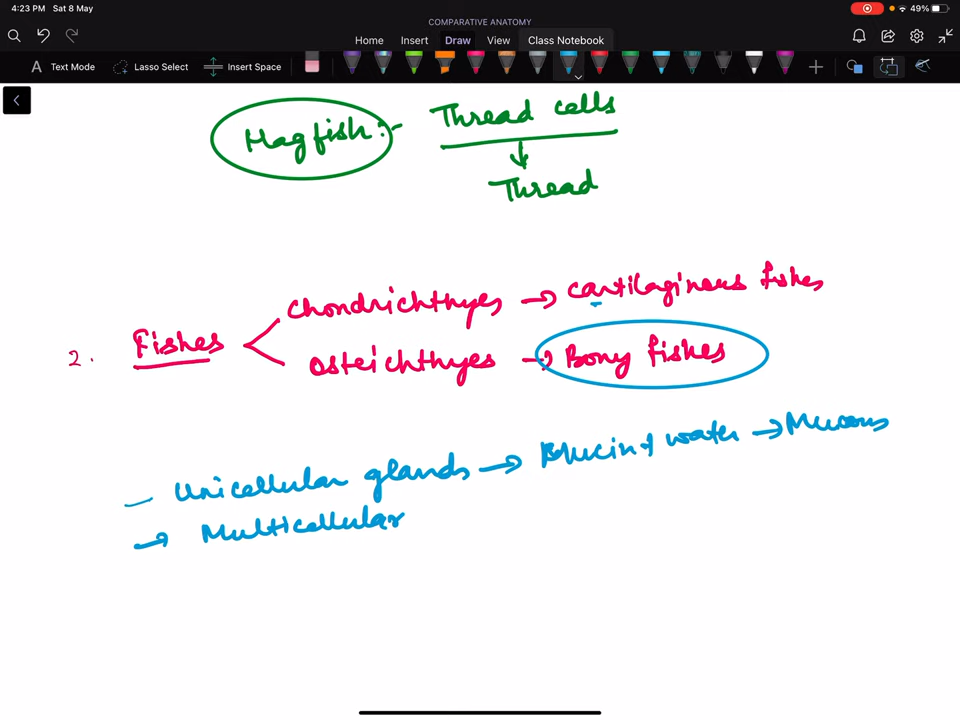 4:23 PM Sat 8 May
49%
COMPARATIVE ANATOMY
Home Insert Draw View Class Notebook
Text Mode Lasso Select Insert Space
Hagfish:- Thread cells
Thread
Chondrichthyes → cartilaginous fishes
2. Fishes
Osteichthyes → Bony fishes
— Unicellular glands → Mucin + water → Mucous
→ Multicellular